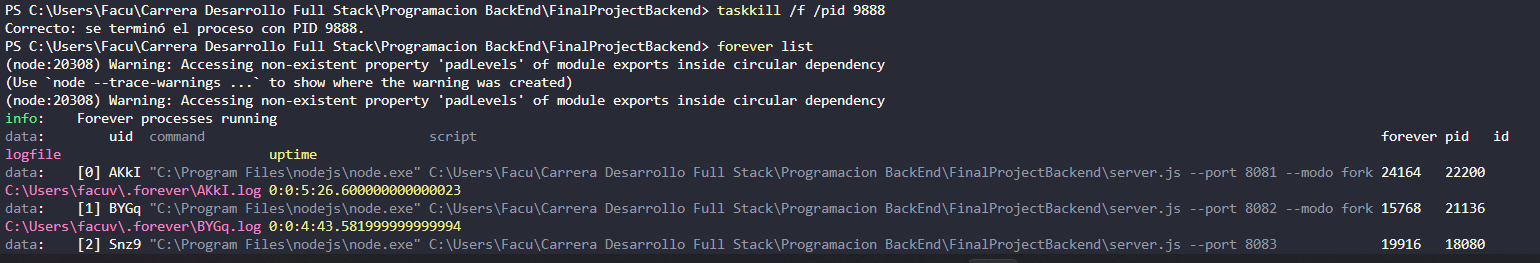 PS C:\Users\Facu\Carrera Desarrollo Full Stack\Programacion BackEnd\FinalProjectBackend> taskkill /f /pid 9888
Correcto: se terminó el proceso con PID 9888.
PS C:\Users\Facu\Carrera Desarrollo Full Stack\Programacion BackEnd\FinalProjectBackend> forever list
(node:20308) Warning: Accessing non-existent property 'padLevels' of module exports inside circular dependency
(Use `node --trace-warnings ...` to show where the warning was created)
(node:20308) Warning: Accessing non-existent property 'padLevels' of module exports inside circular dependency
info:    Forever processes running
data:        uid  command                            script                                                                                                               forever pid   id
logfile                          uptime
data:    [0] AKkI "C:\Program Files\nodejs\node.exe" C:\Users\Facu\Carrera Desarrollo Full Stack\Programacion BackEnd\FinalProjectBackend\server.js --port 8081 --modo fork 24164   22200
C:\Users\facuv\.forever\AKkI.log 0:0:5:26.600000000000023
data:    [1] BYGq "C:\Program Files\nodejs\node.exe" C:\Users\Facu\Carrera Desarrollo Full Stack\Programacion BackEnd\FinalProjectBackend\server.js --port 8082 --modo fork 15768   21136
C:\Users\facuv\.forever\BYGq.log 0:0:4:43.581999999999994
data:    [2] Snz9 "C:\Program Files\nodejs\node.exe" C:\Users\Facu\Carrera Desarrollo Full Stack\Programacion BackEnd\FinalProjectBackend\server.js --port 8083             19916   18080